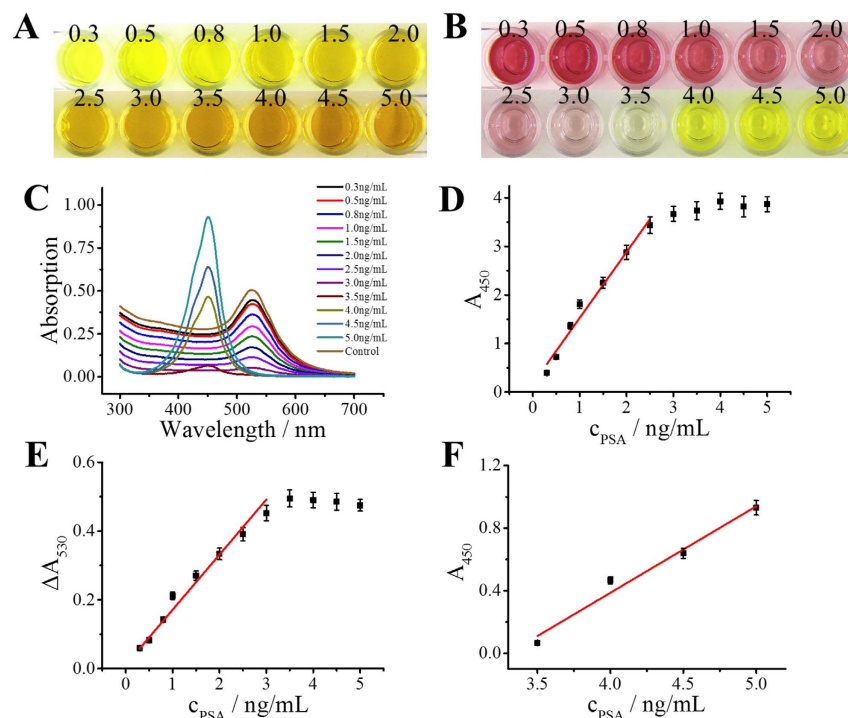 A
0.3 0.5 0.8 1.0 1.5 2.0
2.5 3.0 3.5 4.0 4.5 5.0
B
0.3 0.5 0.8 1.0 1.5 2.0
2.5 3.0 3.5 4.0 4.5 5.0
C
1.00
0.75
0.50
0.25
0.00
Absorption
300 400 500 600 700
Wavelength / nm
0.3ng/mL
0.5ng/mL
0.8ng/mL
1.0ng/mL
1.5ng/mL
2.0ng/mL
2.5ng/mL
3.0ng/mL
3.5ng/mL
4.0ng/mL
4.5ng/mL
5.0ng/mL
Control
D
4
3
2
1
0
A450
0 1 2 3 4 5
cPSA / ng/mL
E
0.6
0.4
0.2
0.0
ΔA530
0 1 2 3 4 5
cPSA / ng/mL
F
1.2
0.8
0.4
0.0
A450
3.5 4.0 4.5 5.0
cPSA / ng/mL